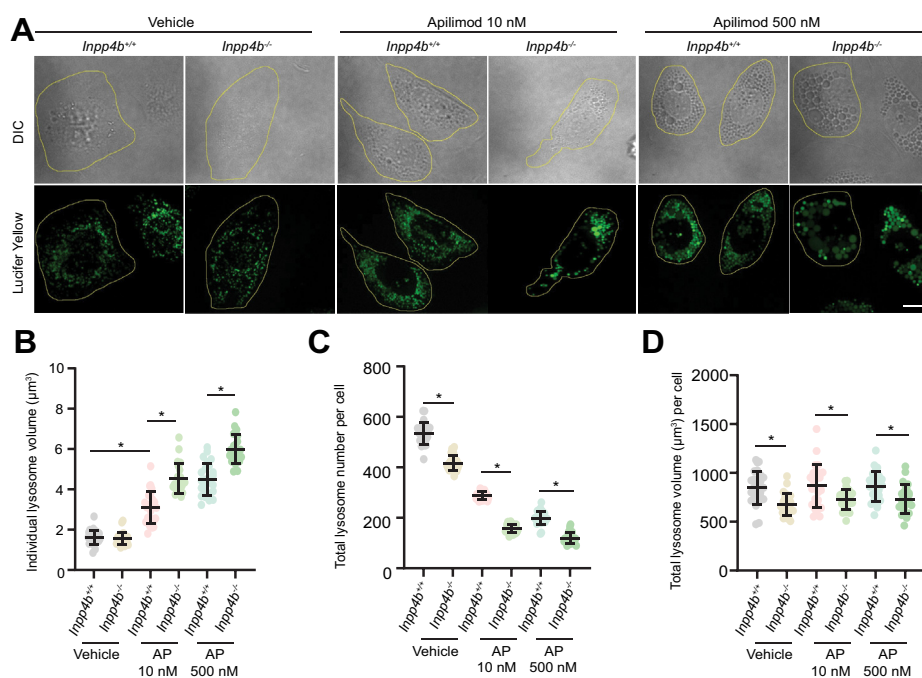 A
Vehicle
Apilimod 10 nM
Apilimod 500 nM
Inpp4b+/+
Inpp4b-/-
Inpp4b+/+
Inpp4b-/-
Inpp4b+/+
Inpp4b-/-
DIC
Lucifer Yellow
B
Individual lysosome volume (µm³)
10
8
6
4
2
0
*
*
*
Inpp4b+/+
Inpp4b-/-
Inpp4b+/+
Inpp4b-/-
Inpp4b+/+
Inpp4b-/-
Vehicle
AP
10 nM
AP
500 nM
C
Total lysosome number per cell
800
600
400
200
0
*
*
*
Inpp4b+/+
Inpp4b-/-
Inpp4b+/+
Inpp4b-/-
Inpp4b+/+
Inpp4b-/-
Vehicle
AP
10 nM
AP
500 nM
D
Total lysosome volume (µm³) per cell
2000
1500
1000
500
0
*
*
*
Inpp4b+/+
Inpp4b-/-
Inpp4b+/+
Inpp4b-/-
Inpp4b+/+
Inpp4b-/-
Vehicle
AP
10 nM
AP
500 nM